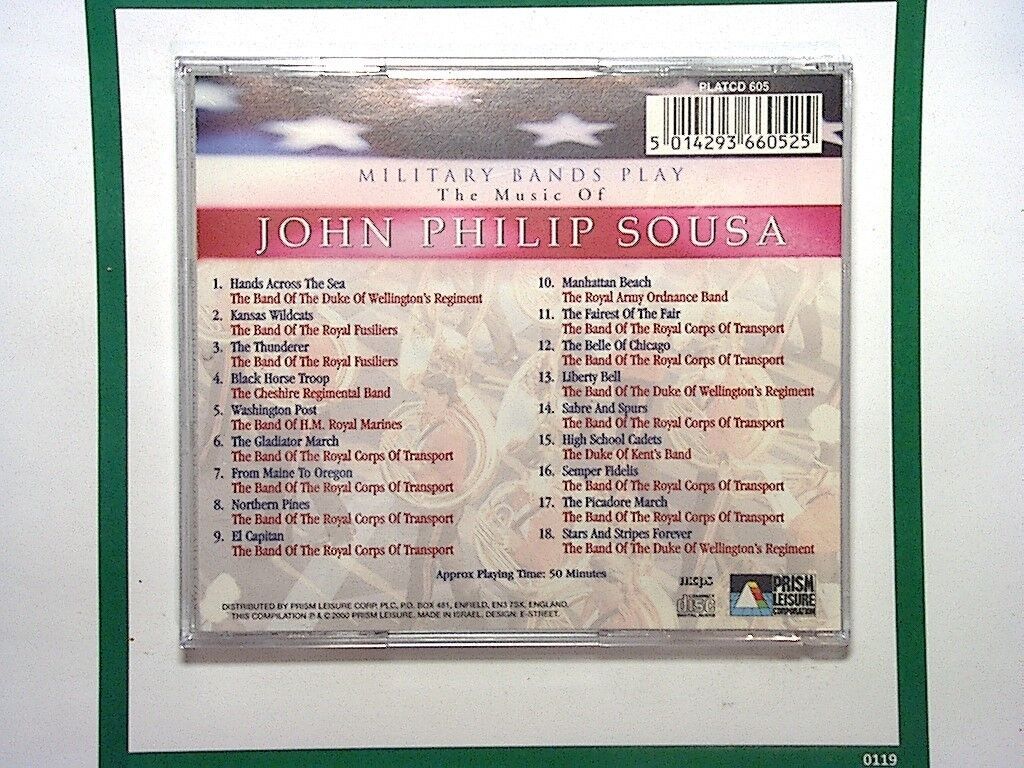 PLATCD 605
5 014293 660525
MILITARY BANDS PLAY
The Music Of
JOHN PHILIP SOUSA
1. Hands Across The Sea
The Band Of The Duke Of Wellington's Regiment
2. Kansas Wildcats
The Band Of The Royal Fusiliers
3. The Thunderer
The Band Of The Royal Fusiliers
4. Black Horse Troop
The Cheshire Regimental Band
5. Washington Post
The Band Of H.M. Royal Marines
6. The Gladiator March
The Band Of The Royal Corps Of Transport
7. From Maine To Oregon
The Band Of The Royal Corps Of Transport
8. Northern Pines
The Band Of The Royal Corps Of Transport
9. El Capitan
The Band Of The Royal Corps Of Transport
10. Manhattan Beach
The Royal Army Ordnance Band
11. The Fairest Of The Fair
The Band Of The Royal Corps Of Transport
12. The Belle Of Chicago
The Band Of The Royal Corps Of Transport
13. Liberty Bell
The Band Of The Duke Of Wellington's Regiment
14. Sabre And Spurs
The Band Of The Royal Corps Of Transport
15. High School Cadets
The Duke Of Kent's Band
16. Semper Fidelis
The Band Of The Royal Corps Of Transport
17. The Picadore March
The Band Of The Royal Corps Of Transport
18. Stars And Stripes Forever
The Band Of The Duke Of Wellington's Regiment
Approx Playing Time: 50 Minutes
DISTRIBUTED BY PRISM LEISURE CORP. PLC, P.O. BOX 481, ENFIELD, EN3 7SX, ENGLAND.
THIS COMPILATION ℗ & © 2000 PRISM LEISURE. MADE IN ISRAEL. DESIGN: E-STREET.
mcps
COMPACT
disc
DIGITAL AUDIO
PRISM
LEISURE
CORPORATION
0119